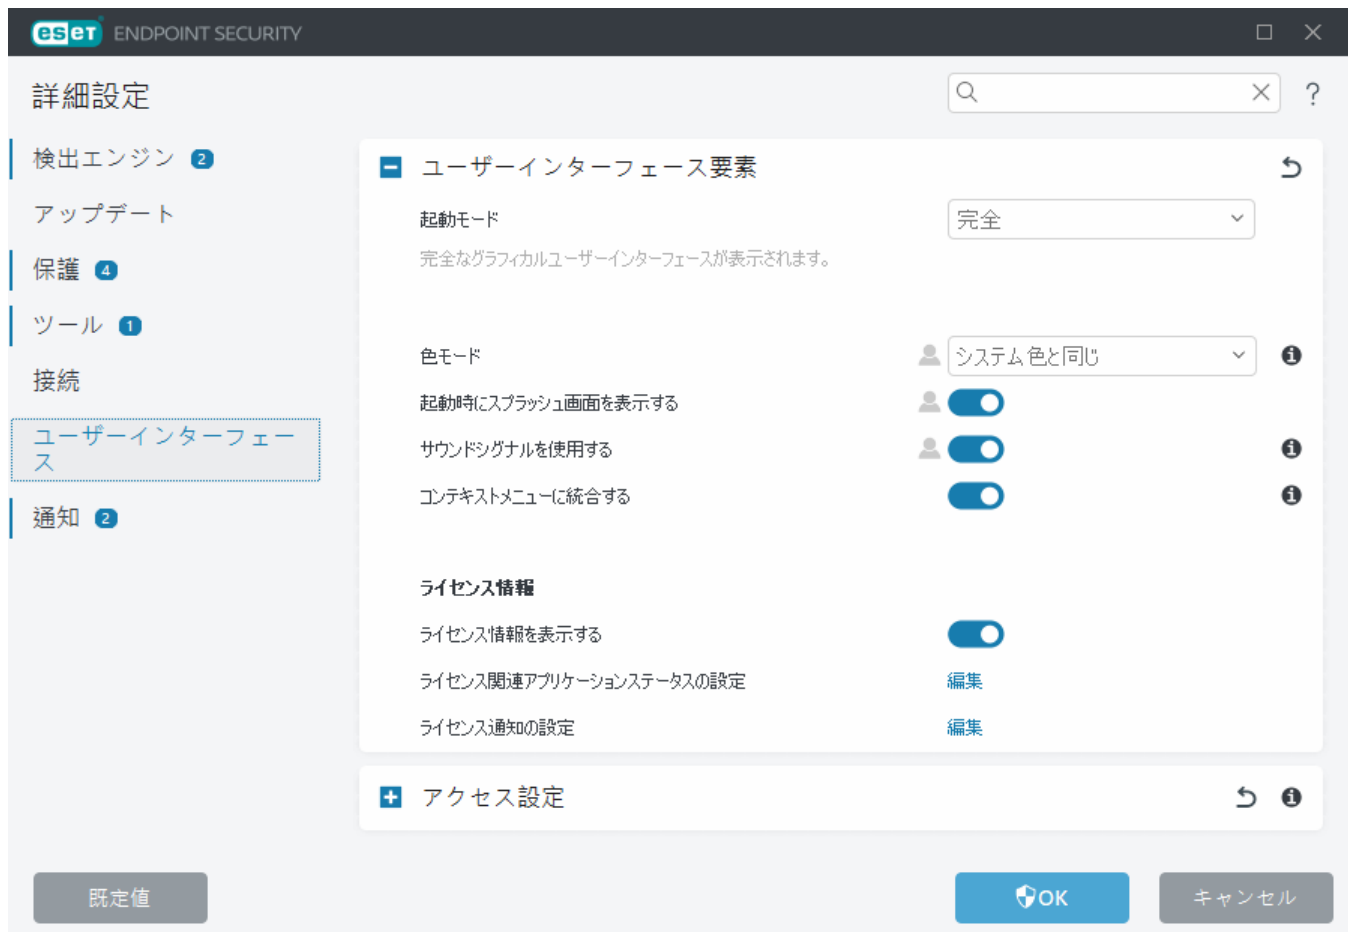 eset ENDPOINT SECURITY
詳細設定
?
検出エンジン 2
アップデート
保護 4
ツール 1
接続
ユーザーインターフェー
ス
通知 2
ユーザーインターフェース要素
起動モード
完全
完全なグラフィカルユーザーインターフェースが表示されます。
色モード
システム色と同じ
起動時にスプラッシュ画面を表示する
サウンドシグナルを使用する
コンテキストメニューに統合する
ライセンス情報
ライセンス情報を表示する
ライセンス関連アプリケーションステータスの設定
編集
ライセンス通知の設定
編集
アクセス設定
既定値
OK
キャンセル